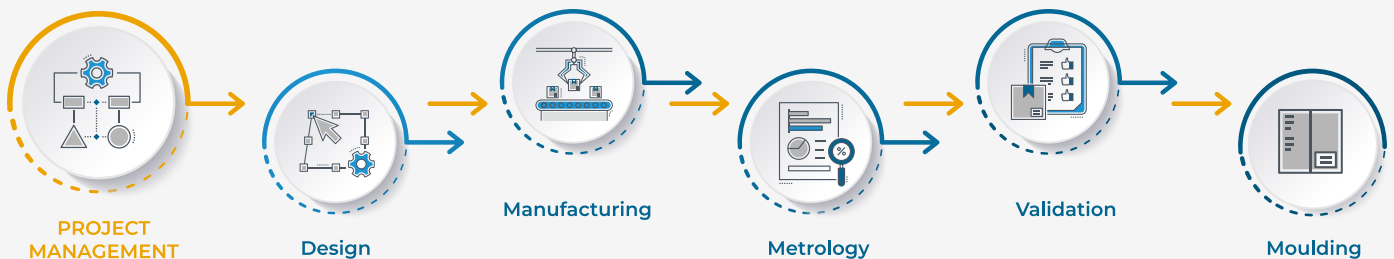 PROJECT
MANAGEMENT
Design
Manufacturing
Metrology
%
Validation
Moulding